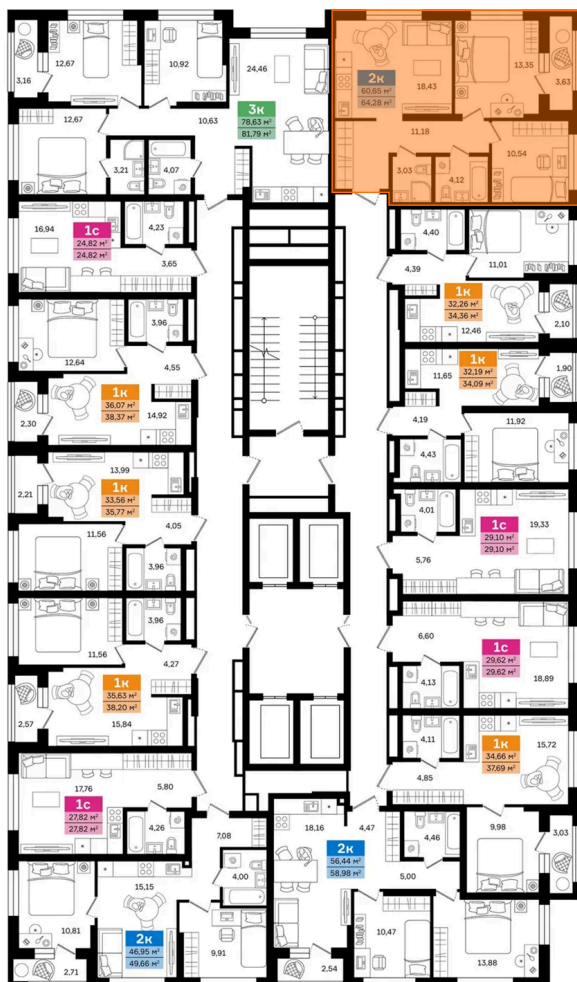 3,16
12,67
10,92
24,46
3к
78,63 м²
81,79 м²
12,67
10,63
3,21
4,07
2к
60,65 м²
64,28 м²
18,43
13,35
3,63
11,18
3,03
4,12
10,54
16,94
1с
24,82 м²
24,82 м²
4,23
3,65
4,40
11,01
4,39
1к
32,26 м²
34,36 м²
12,46
2,10
12,64
3,96
4,55
1к
36,07 м²
38,37 м²
14,92
2,30
11,65
1к
32,19 м²
34,09 м²
1,90
4,19
11,92
4,43
2,21
13,99
1к
33,56 м²
35,77 м²
4,05
11,56
3,96
4,01
1с
29,10 м²
29,10 м²
19,33
5,76
11,56
3,96
4,27
1к
35,63 м²
38,20 м²
2,57
15,84
6,60
1с
29,62 м²
29,62 м²
4,13
18,89
4,11
1к
34,66 м²
37,69 м²
15,72
4,85
17,76
5,80
1с
27,82 м²
27,82 м²
4,26
7,08
4,00
15,15
10,81
2к
46,95 м²
49,66 м²
2,71
9,91
18,16
4,47
2к
56,44 м²
58,98 м²
4,46
5,00
9,98
3,03
10,47
2,54
13,88